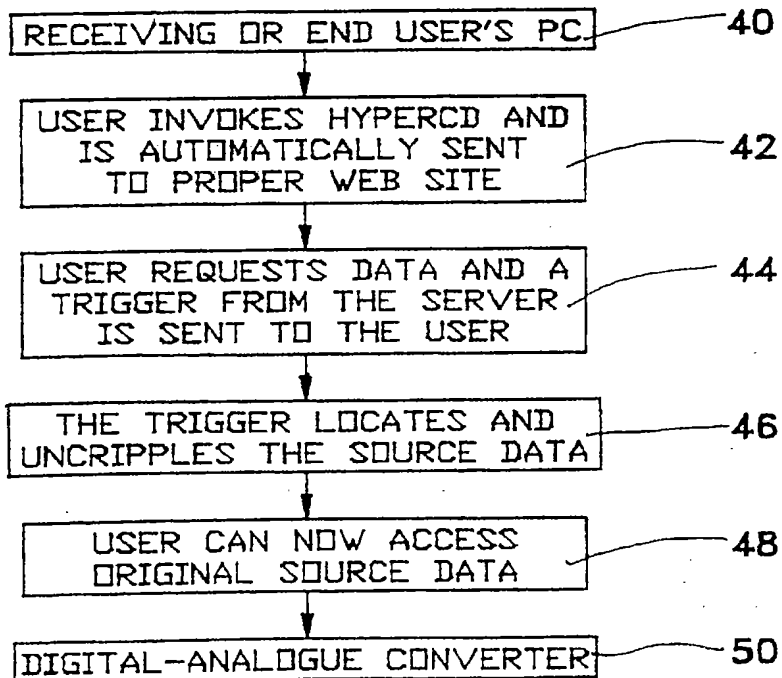 RECEIVING OR END USER'S PC
40
USER INVOKES HYPERCD AND
IS AUTOMATICALLY SENT
TO PROPER WEB SITE
42
USER REQUESTS DATA AND A
TRIGGER FROM THE SERVER
IS SENT TO THE USER
44
THE TRIGGER LOCATES AND
UNCRIPPLES THE SOURCE DATA
46
USER CAN NOW ACCESS
ORIGINAL SOURCE DATA
48
DIGITAL-ANALOGUE CONVERTER
50